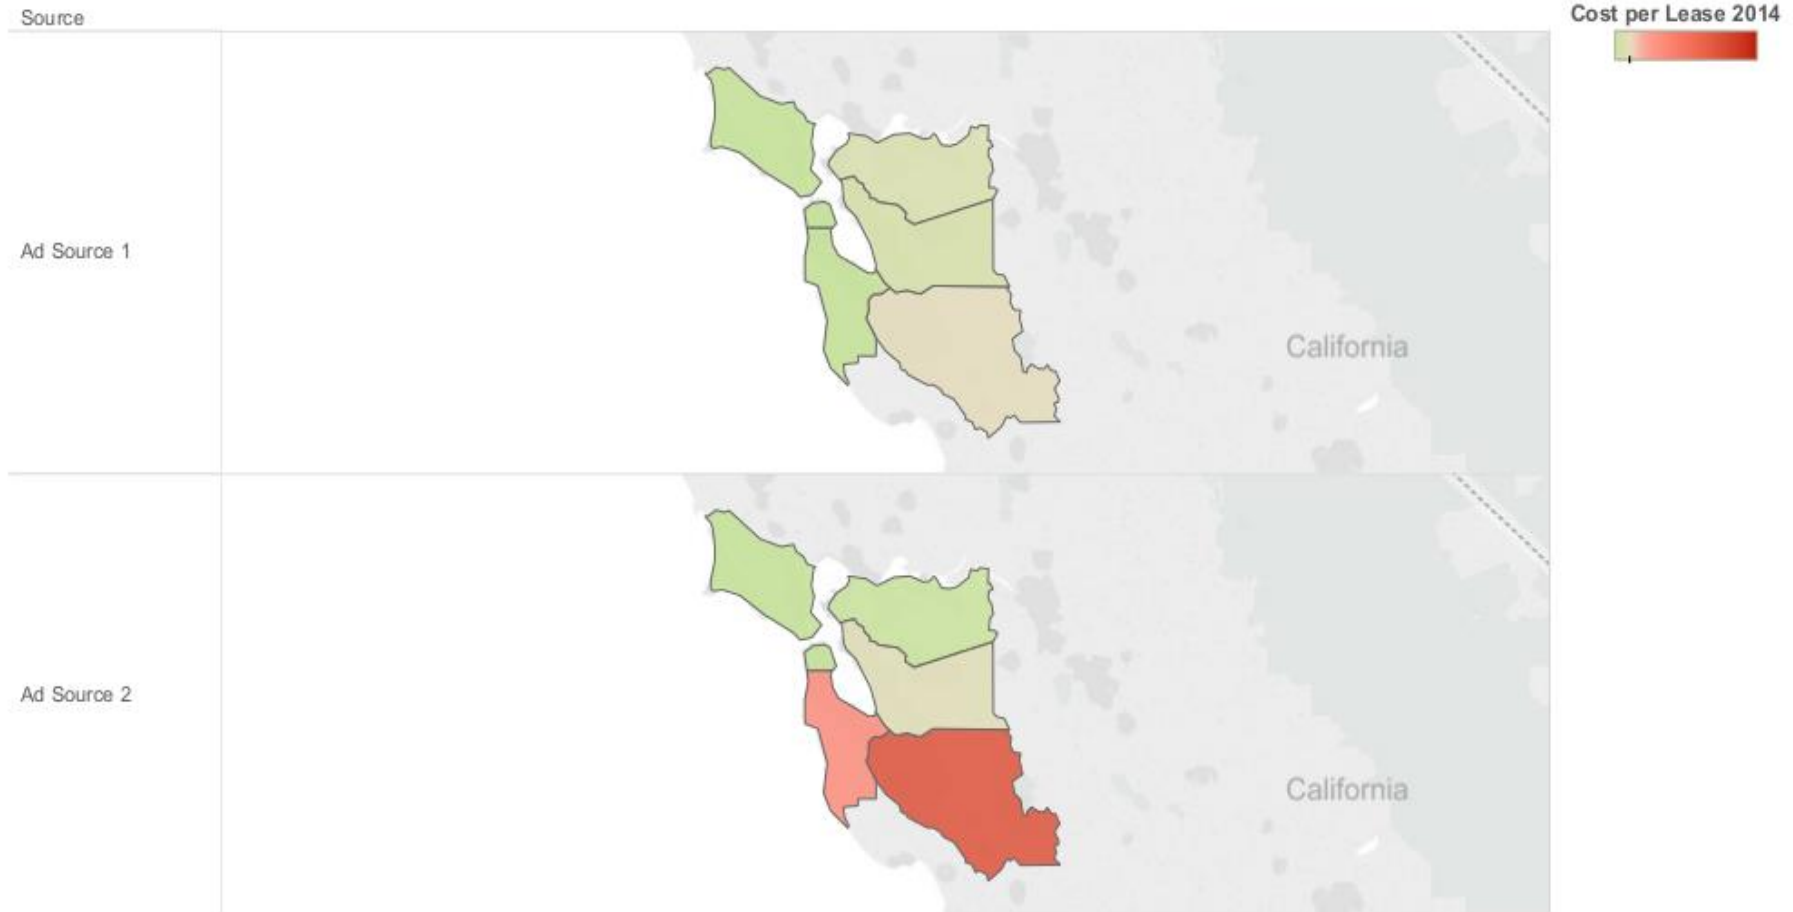 Source
Cost per Lease 2014
Ad Source 1
California
Ad Source 2
California